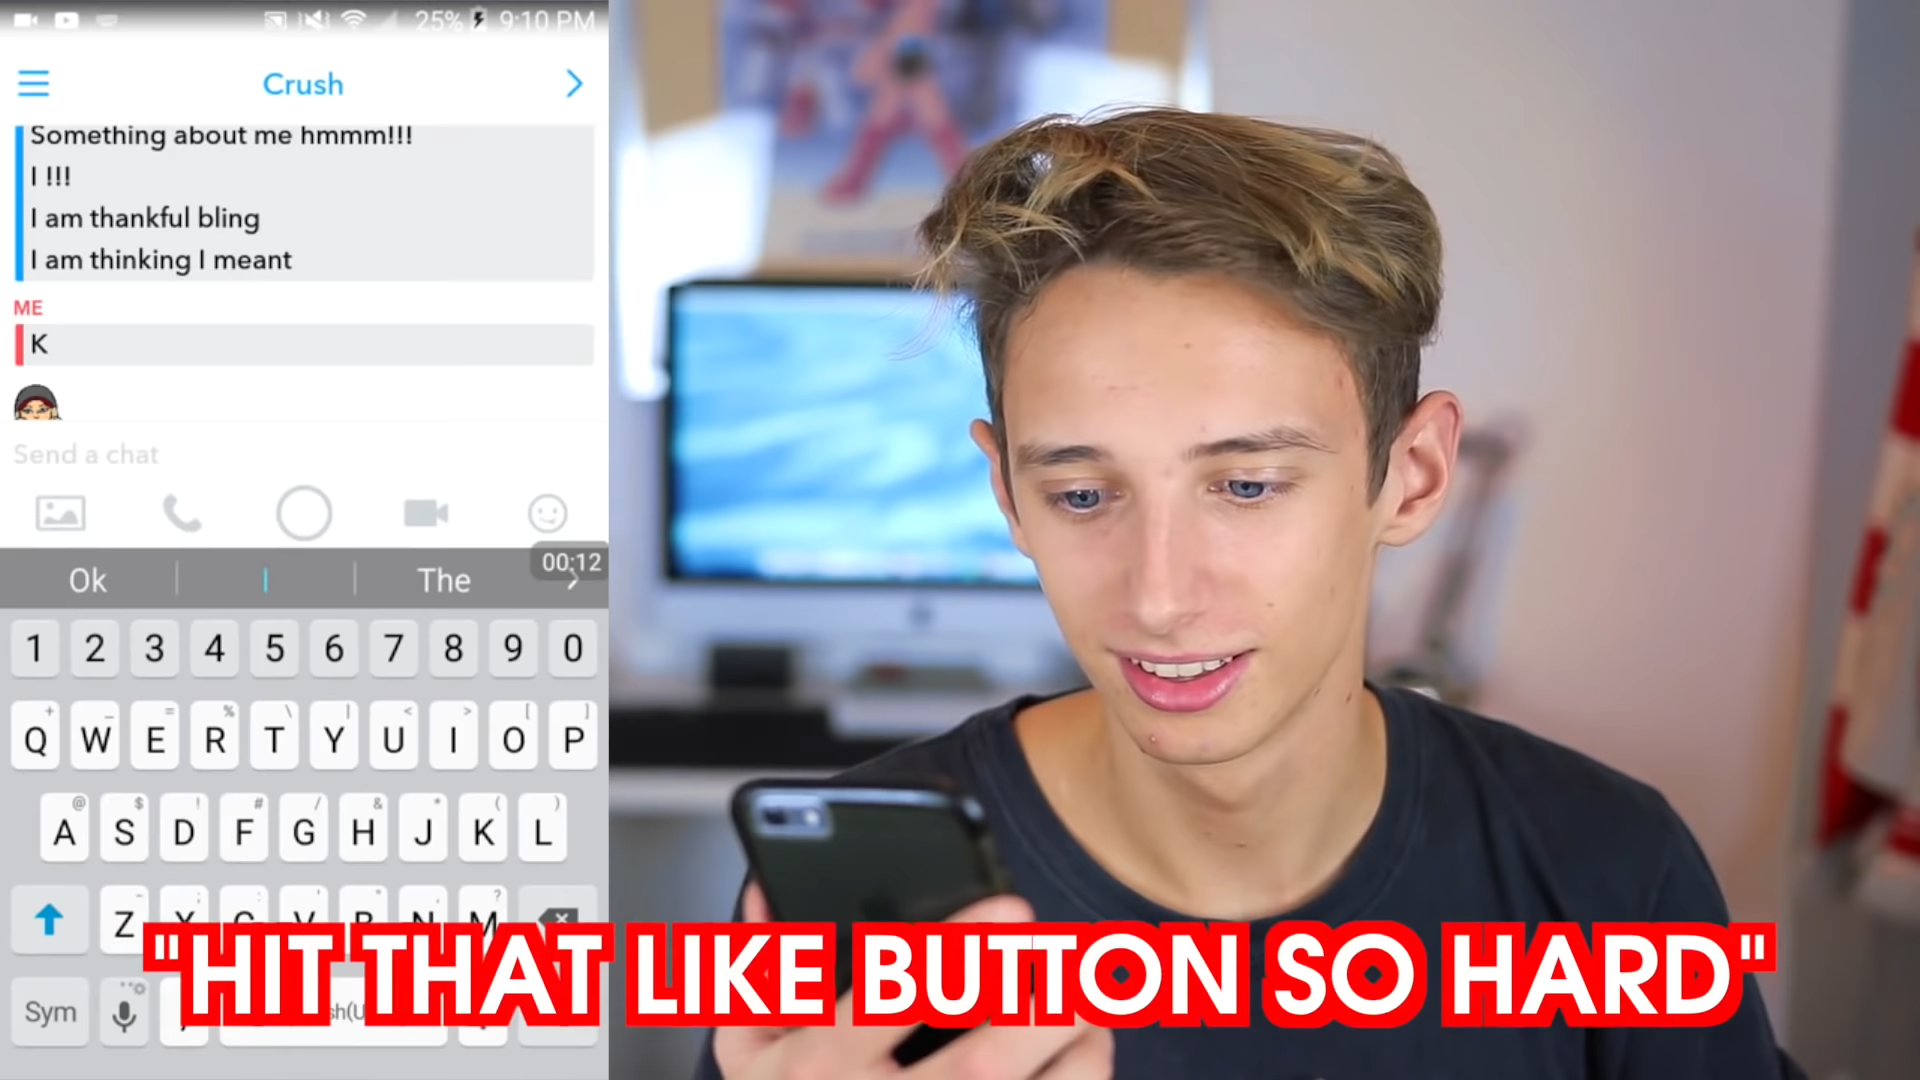 25% 9:10 PM
Crush
Something about me hmmm!!!
I !!!
I am thankful bling
I am thinking I meant
ME
K
Send a chat
00:12
Ok
I
The
1 2 3 4 5 6 7 8 9 0
+ _ = % \ | < > [ ]
Q W E R T Y U I O P
@ $ ! # / & * ( )
A S D F G H J K L
Z X C V B N M
"HIT THAT LIKE BUTTON SO HARD"
Sym